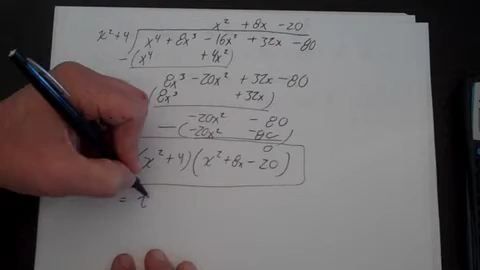 x² + 8x - 20
x²+4 x⁴ + 8x³ - 16x² + 32x - 80
-(x⁴ + 4x²)
8x³ - 20x² + 32x - 80
(8x³ + 32x)
-20x² - 80
-(-20x² - 80)
0
(x²+4)(x²+8x-20)
=